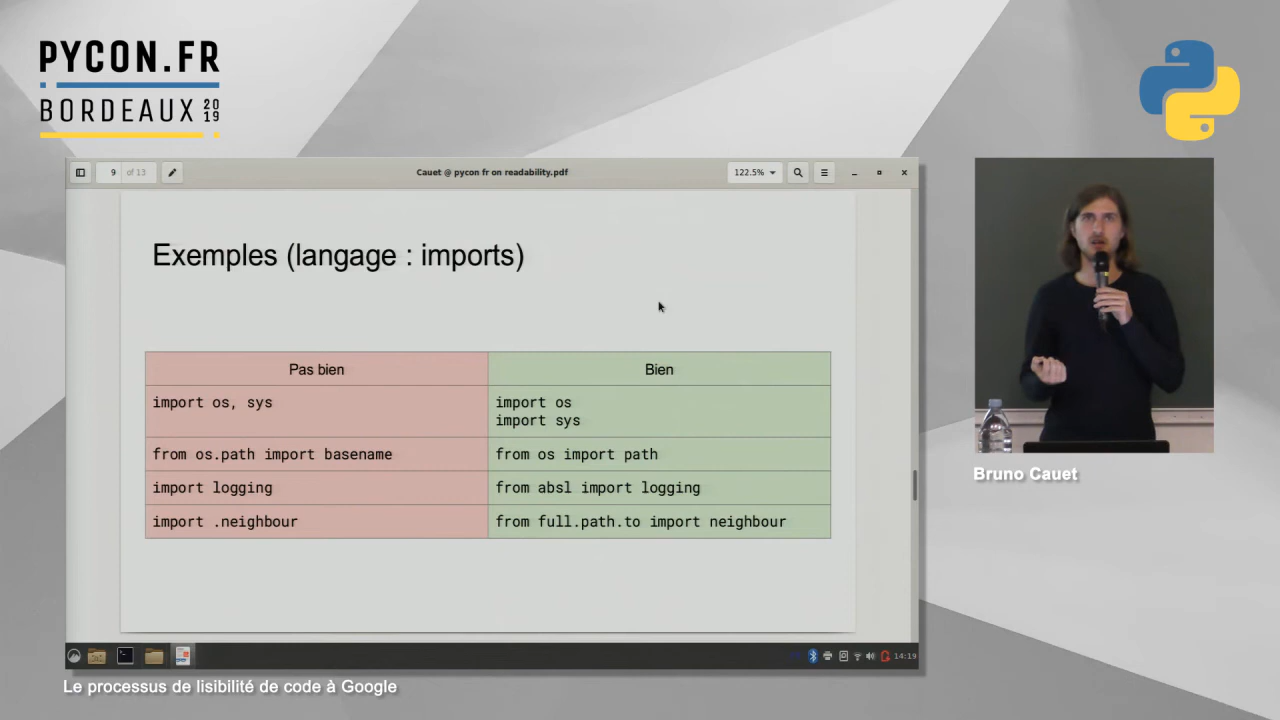 PYCON.FR
BORDEAUX 2019
9 of 13
Cauet @ pycon fr on readability.pdf
122.5%
Exemples (langage : imports)
Pas bien
Bien
import os, sys
import os
import sys
from os.path import basename
from os import path
import logging
from absl import logging
import .neighbour
from full.path.to import neighbour
14:19
Bruno Cauet
Le processus de lisibilité de code à Google